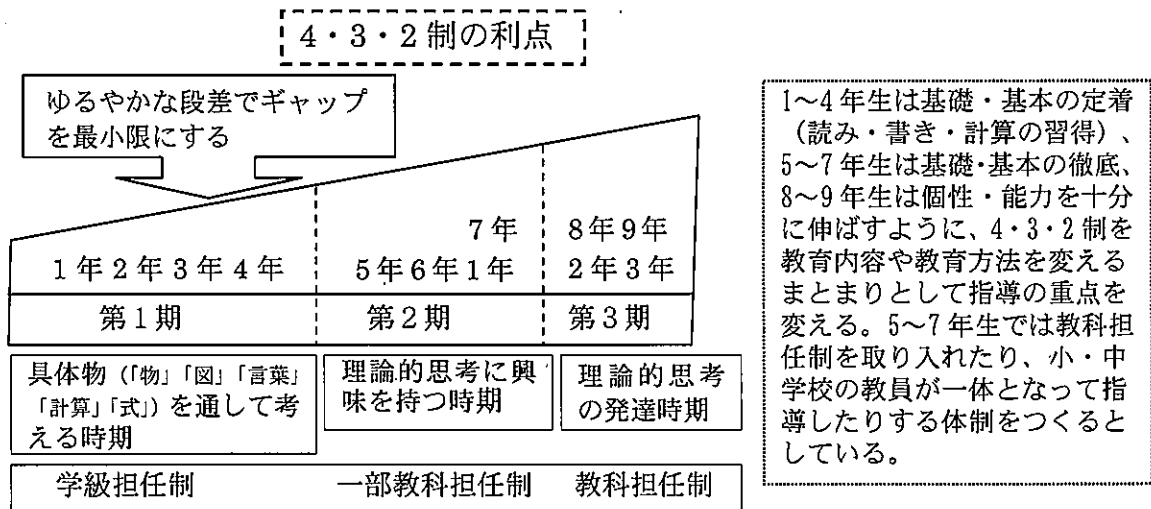 4・3・2制の利点
ゆるやかな段差でギャップ
を最小限にする
7年 8年9年
1年2年3年4年 5年6年1年 2年3年
第1期 第2期 第3期
具体物(「物」「図」「言葉」
「計算」「式」)を通して考
える時期
理論的思考に興
味を持つ時期
理論的思考
の発達時期
学級担任制 一部教科担任制 教科担任制
1~4年生は基礎・基本の定着
(読み・書き・計算の習得)、
5~7年生は基礎・基本の徹底、
8~9年生は個性・能力を十分
に伸ばすように、4・3・2制を
教育内容や教育方法を変える
まとまりとして指導の重点を
変える。5~7年生では教科担
任制を取り入れたり、小・中
学校の教員が一体となって指
導したりする体制をつくると
している。